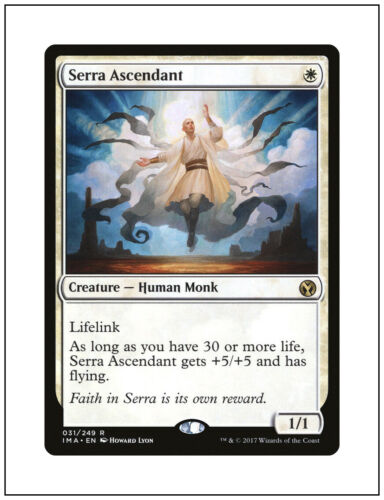 Serra Ascendant
Creature — Human Monk
Lifelink
As long as you have 30 or more life,
Serra Ascendant gets +5/+5 and has
flying.
Faith in Serra is its own reward.
1/1
031/249 R
IMA • EN Howard Lyon
™ & © 2017 Wizards of the Coast